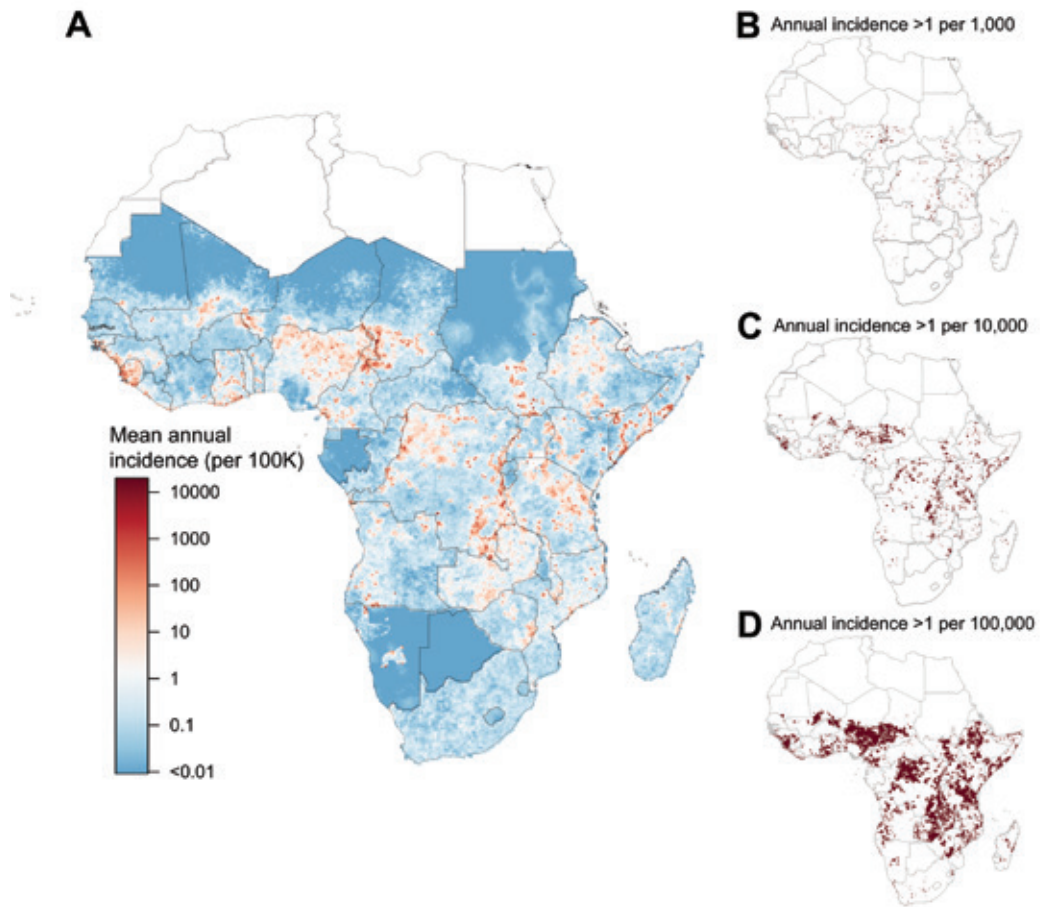 A
B Annual incidence >1 per 1,000
C Annual incidence >1 per 10,000
Mean annual
incidence (per 100K)
10000
1000
100
10
1
0.1
<0.01
D Annual incidence >1 per 100,000